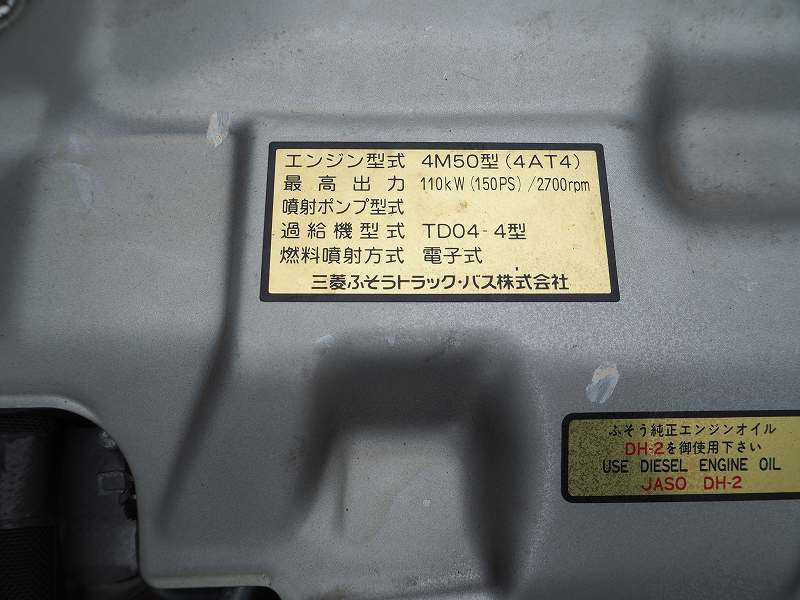 エンジン型式 4M50型(4AT4)
最高出力 110kW(150PS)/2700rpm
噴射ポンプ型式
過給機型式 TD04-4型
燃料噴射方式 電子式
三菱ふそうトラック・バス株式会社
ふそう純正エンジンオイル
DH-2を御使用下さい
USE DIESEL ENGINE OIL
JASO DH-2